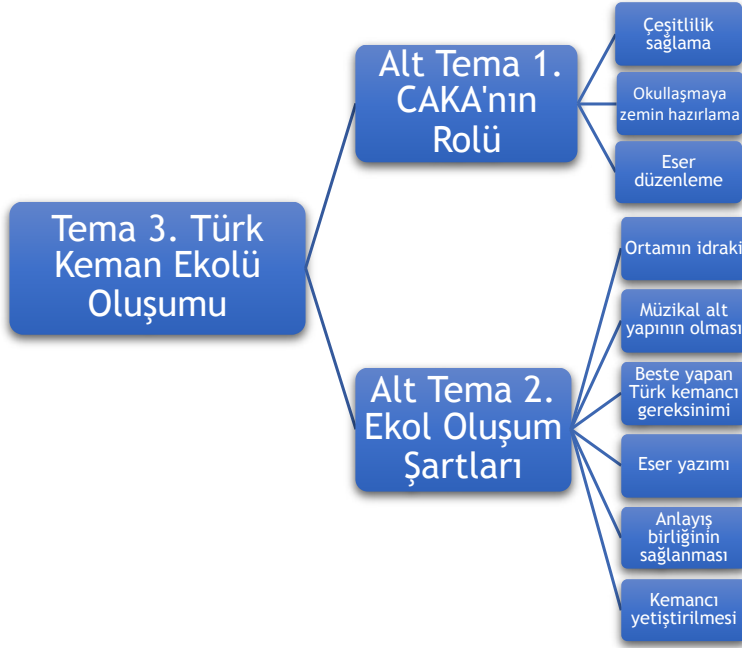 Tema 3. Türk
Keman Ekolü
Oluşumu
Alt Tema 1.
CAKA'nın
Rolü
Çeşitlilik
sağlama
Okullaşmaya
zemin hazırlama
Eser
düzenleme
Alt Tema 2.
Ekol Oluşum
Şartları
Ortamın idraki
Müzikal alt
yapının olması
Beste yapan
Türk kemancı
gereksinimi
Eser yazımı
Anlayış
birliğinin
sağlanması
Kemancı
yetiştirilmesi